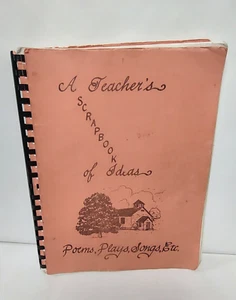 A Teacher's
SCRAPBOOK
of Ideas
Poems, Plays, Songs, Etc.